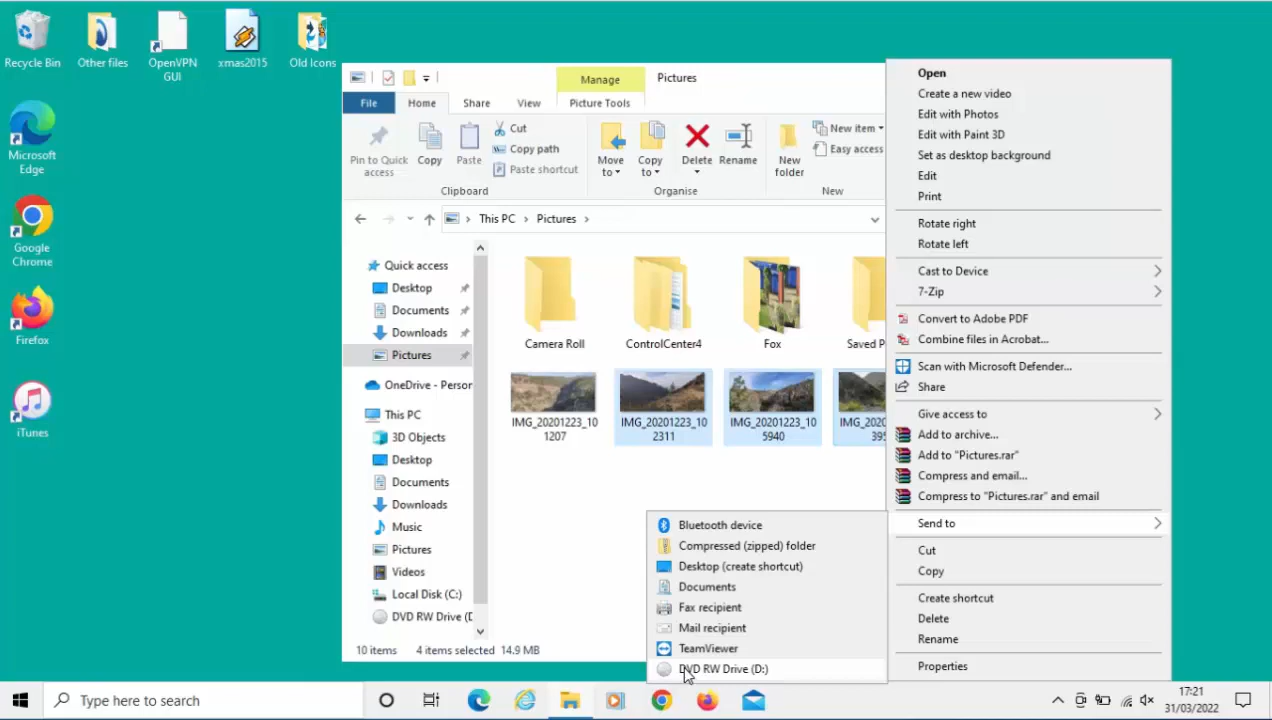 Recycle Bin
Other files
OpenVPN
GUI
xmas2015
Old Icons
Microsoft
Edge
Google
Chrome
Firefox
iTunes
Manage
Pictures
File
Home
Share
View
Picture Tools
Pin to Quick
access
Copy
Paste
Cut
Copy path
Paste shortcut
Clipboard
Move
to
Copy
to
Delete
Rename
Organise
New
folder
New item
Easy access
New
This PC
Pictures
Quick access
Desktop
Documents
Downloads
Pictures
OneDrive - Person
This PC
3D Objects
Desktop
Documents
Downloads
Music
Pictures
Videos
Local Disk (C:)
DVD RW Drive (D
Camera Roll
ControlCenter4
Fox
Saved P
IMG_20201223_10
1207
IMG_20201223_10
2311
IMG_20201223_10
5940
IMG_20
395
10 items
4 items selected
14.9 MB
Open
Create a new video
Edit with Photos
Edit with Paint 3D
Set as desktop background
Edit
Print
Rotate right
Rotate left
Cast to Device
7-Zip
Convert to Adobe PDF
Combine files in Acrobat...
Scan with Microsoft Defender...
Share
Give access to
Add to archive...
Add to "Pictures.rar"
Compress and email...
Compress to "Pictures.rar" and email
Send to
Cut
Copy
Create shortcut
Delete
Rename
Properties
Bluetooth device
Compressed (zipped) folder
Desktop (create shortcut)
Documents
Fax recipient
Mail recipient
TeamViewer
DVD RW Drive (D:)
Type here to search
17:21
31/03/2022